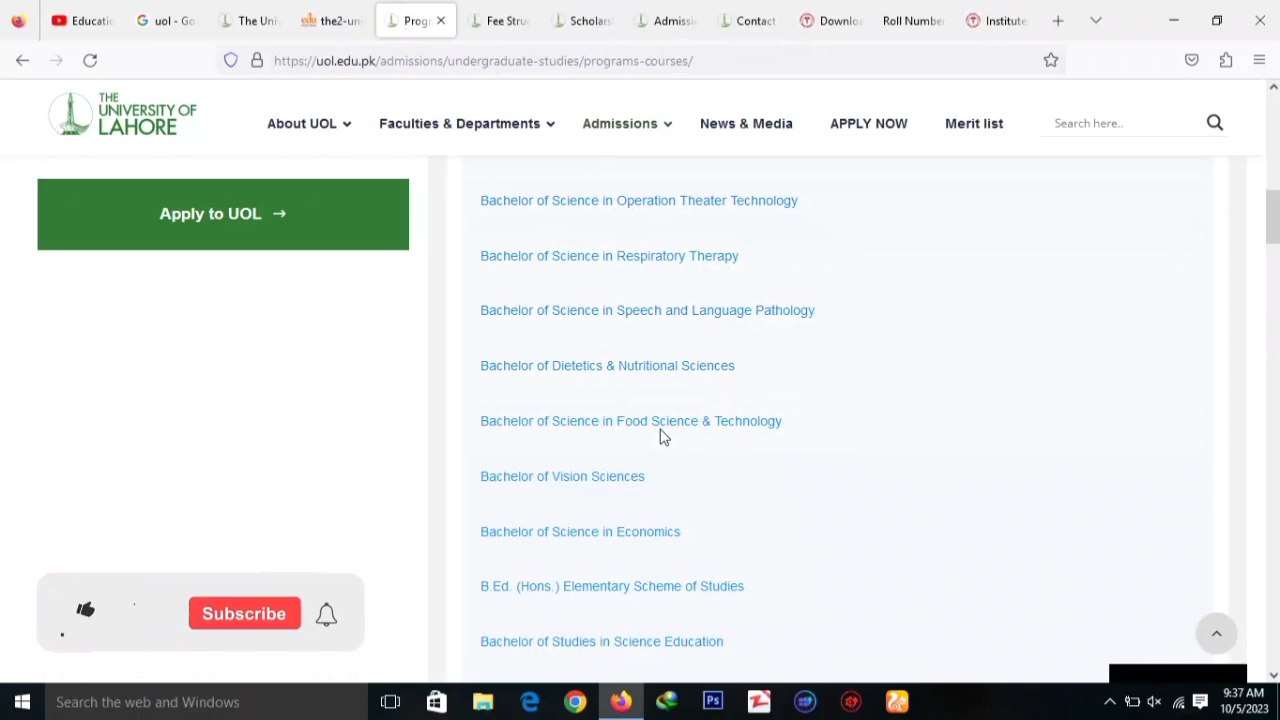 Educatio
uol - Go
The Univ
the2-uni
Progr
Fee Stru
Scholars
Admissi
Contact
Downlo
Roll Numbe
Institute
https://uol.edu.pk/admissions/undergraduate-studies/programs-courses/
THE UNIVERSITY OF LAHORE
About UOL
Faculties & Departments
Admissions
News & Media
APPLY NOW
Merit list
Search here..
Apply to UOL →
Bachelor of Science in Operation Theater Technology
Bachelor of Science in Respiratory Therapy
Bachelor of Science in Speech and Language Pathology
Bachelor of Dietetics & Nutritional Sciences
Bachelor of Science in Food Science & Technology
Bachelor of Vision Sciences
Bachelor of Science in Economics
B.Ed. (Hons.) Elementary Scheme of Studies
Bachelor of Studies in Science Education
Subscribe
Search the web and Windows
Ps
9:37 AM
10/5/2023